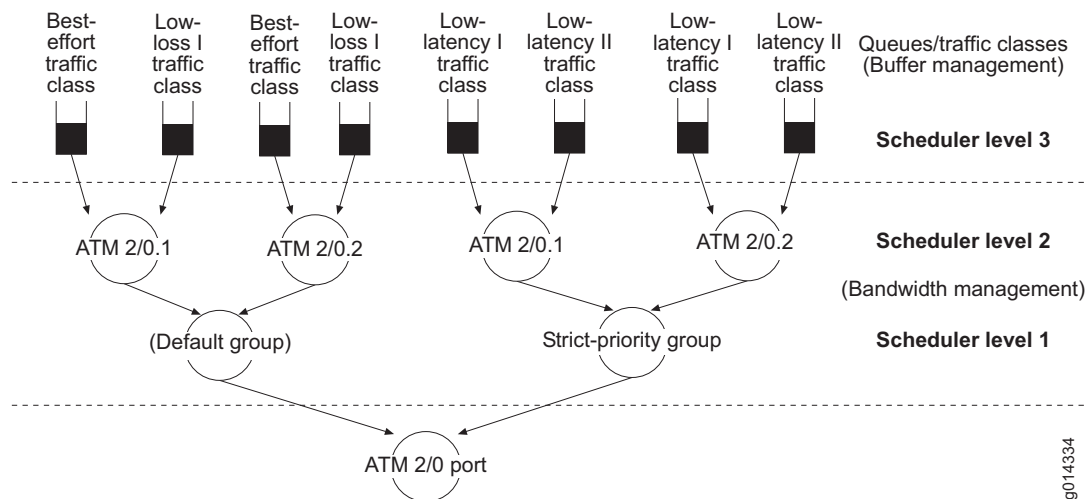 Best-
effort
traffic
class
Low-
loss I
traffic
class
Best-
effort
traffic
class
Low-
loss I
traffic
class
Low-
latency I
traffic
class
Low-
latency II
traffic
class
Low-
latency I
traffic
class
Low-
latency II
traffic
class
Queues/traffic classes
(Buffer management)
Scheduler level 3
ATM 2/0.1
ATM 2/0.2
ATM 2/0.1
ATM 2/0.2
Scheduler level 2
(Bandwidth management)
(Default group)
Strict-priority group
Scheduler level 1
ATM 2/0 port
g014334